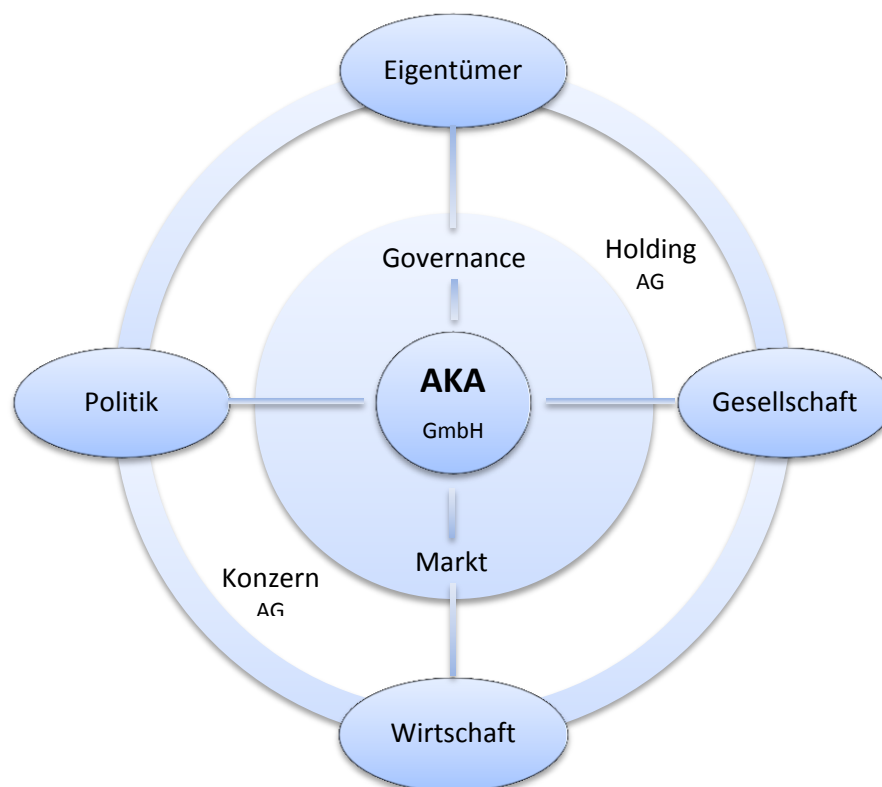 Eigentümer
Governance
Holding
AG
Politik
AKA
GmbH
Gesellschaft
Markt
Konzern
AG
Wirtschaft